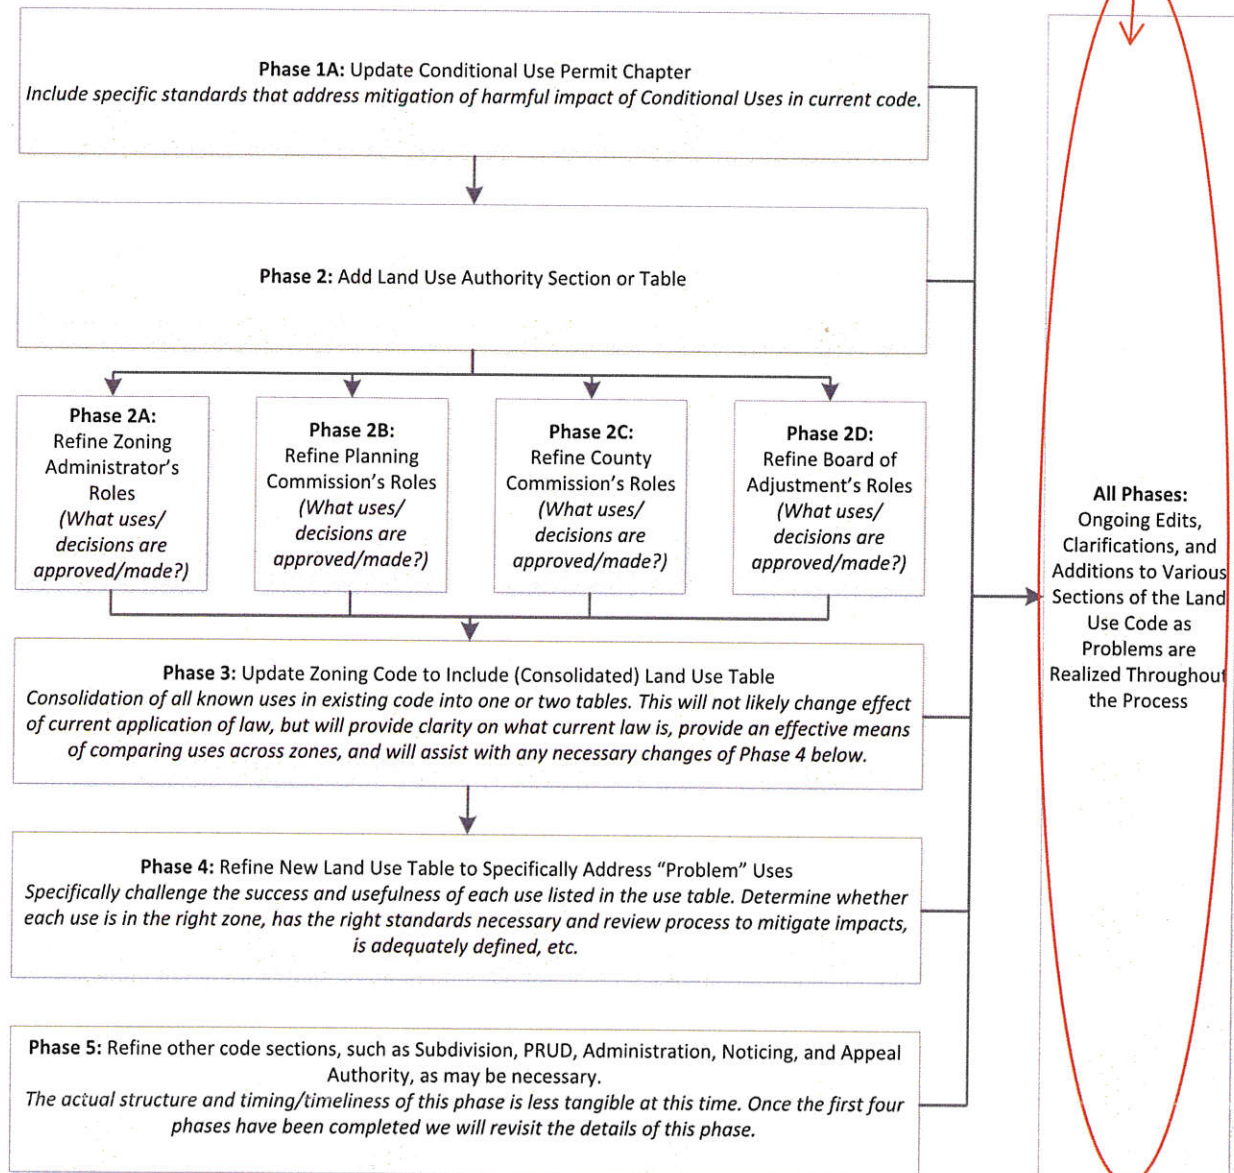 Phase 1A: Update Conditional Use Permit Chapter
Include specific standards that address mitigation of harmful impact of Conditional Uses in current code.
Phase 2: Add Land Use Authority Section or Table
Phase 2A:
Refine Zoning
Administrator's
Roles
(What uses/
decisions are
approved/made?)
Phase 2B:
Refine Planning
Commission's Roles
(What uses/
decisions are
approved/made?)
Phase 2C:
Refine County
Commission's Roles
(What uses/
decisions are
approved/made?)
Phase 2D:
Refine Board of
Adjustment's Roles
(What uses/
decisions are
approved/made?)
Phase 3: Update Zoning Code to Include (Consolidated) Land Use Table
Consolidation of all known uses in existing code into one or two tables. This will not likely change effect
of current application of law, but will provide clarity on what current law is, provide an effective means
of comparing uses across zones, and will assist with any necessary changes of Phase 4 below.
Phase 4: Refine New Land Use Table to Specifically Address “Problem” Uses
Specifically challenge the success and usefulness of each use listed in the use table. Determine whether
each use is in the right zone, has the right standards necessary and review process to mitigate impacts,
is adequately defined, etc.
Phase 5: Refine other code sections, such as Subdivision, PRUD, Administration, Noticing, and Appeal
Authority, as may be necessary.
The actual structure and timing/timeliness of this phase is less tangible at this time. Once the first four
phases have been completed we will revisit the details of this phase.
All Phases:
Ongoing Edits,
Clarifications, and
Additions to Various
Sections of the Land
Use Code as
Problems are
Realized Throughout
the Process